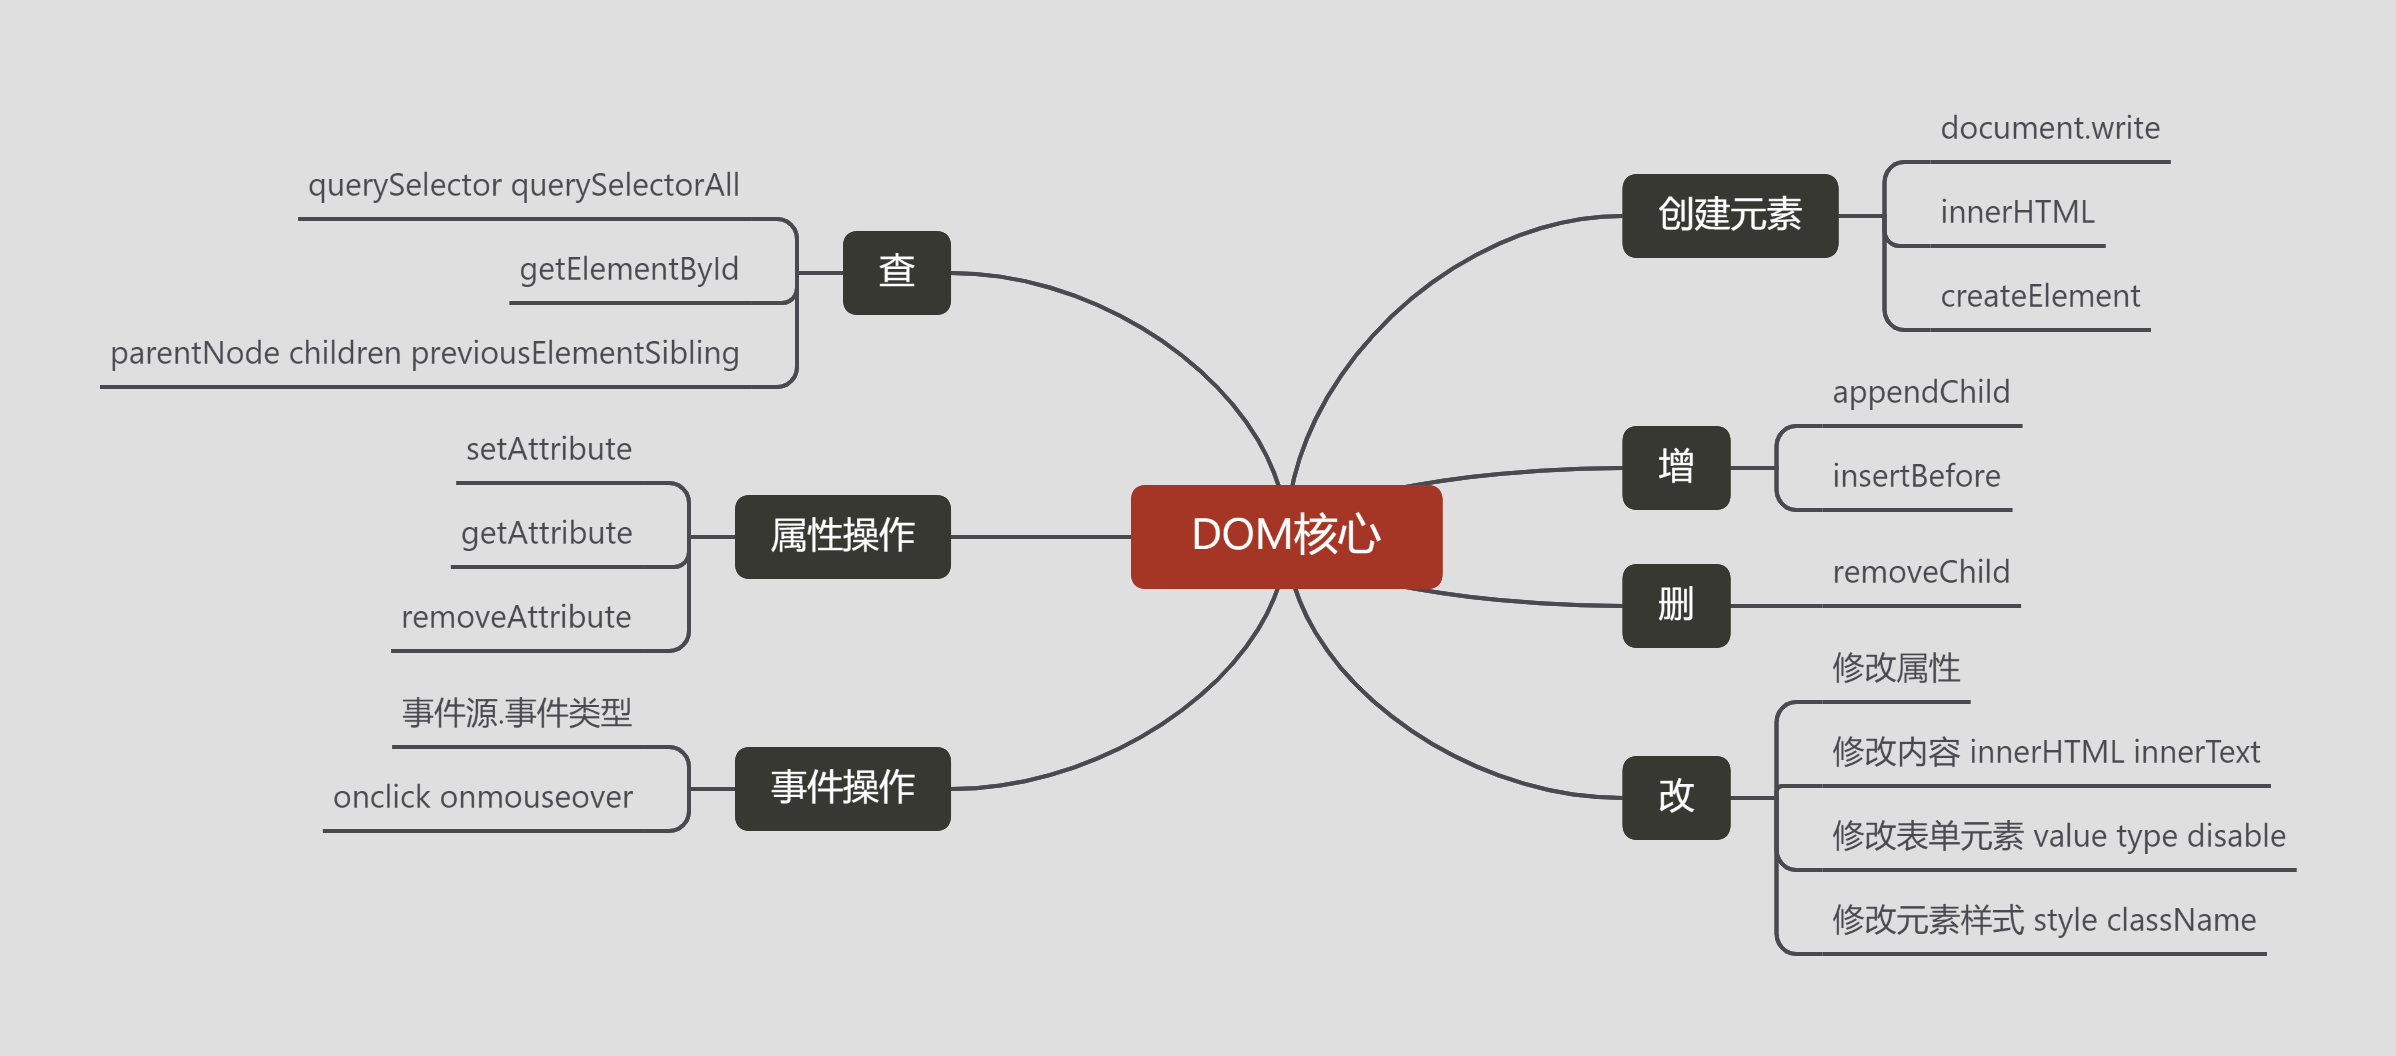 DOM核心
创建元素
document.write
innerHTML
createElement
增
appendChild
insertBefore
删
removeChild
改
修改属性
修改内容 innerHTML innerText
修改表单元素 value type disable
修改元素样式 style className
查
querySelector querySelectorAll
getElementById
parentNode children previousElementSibling
属性操作
setAttribute
getAttribute
removeAttribute
事件操作
事件源.事件类型
onclick onmouseover